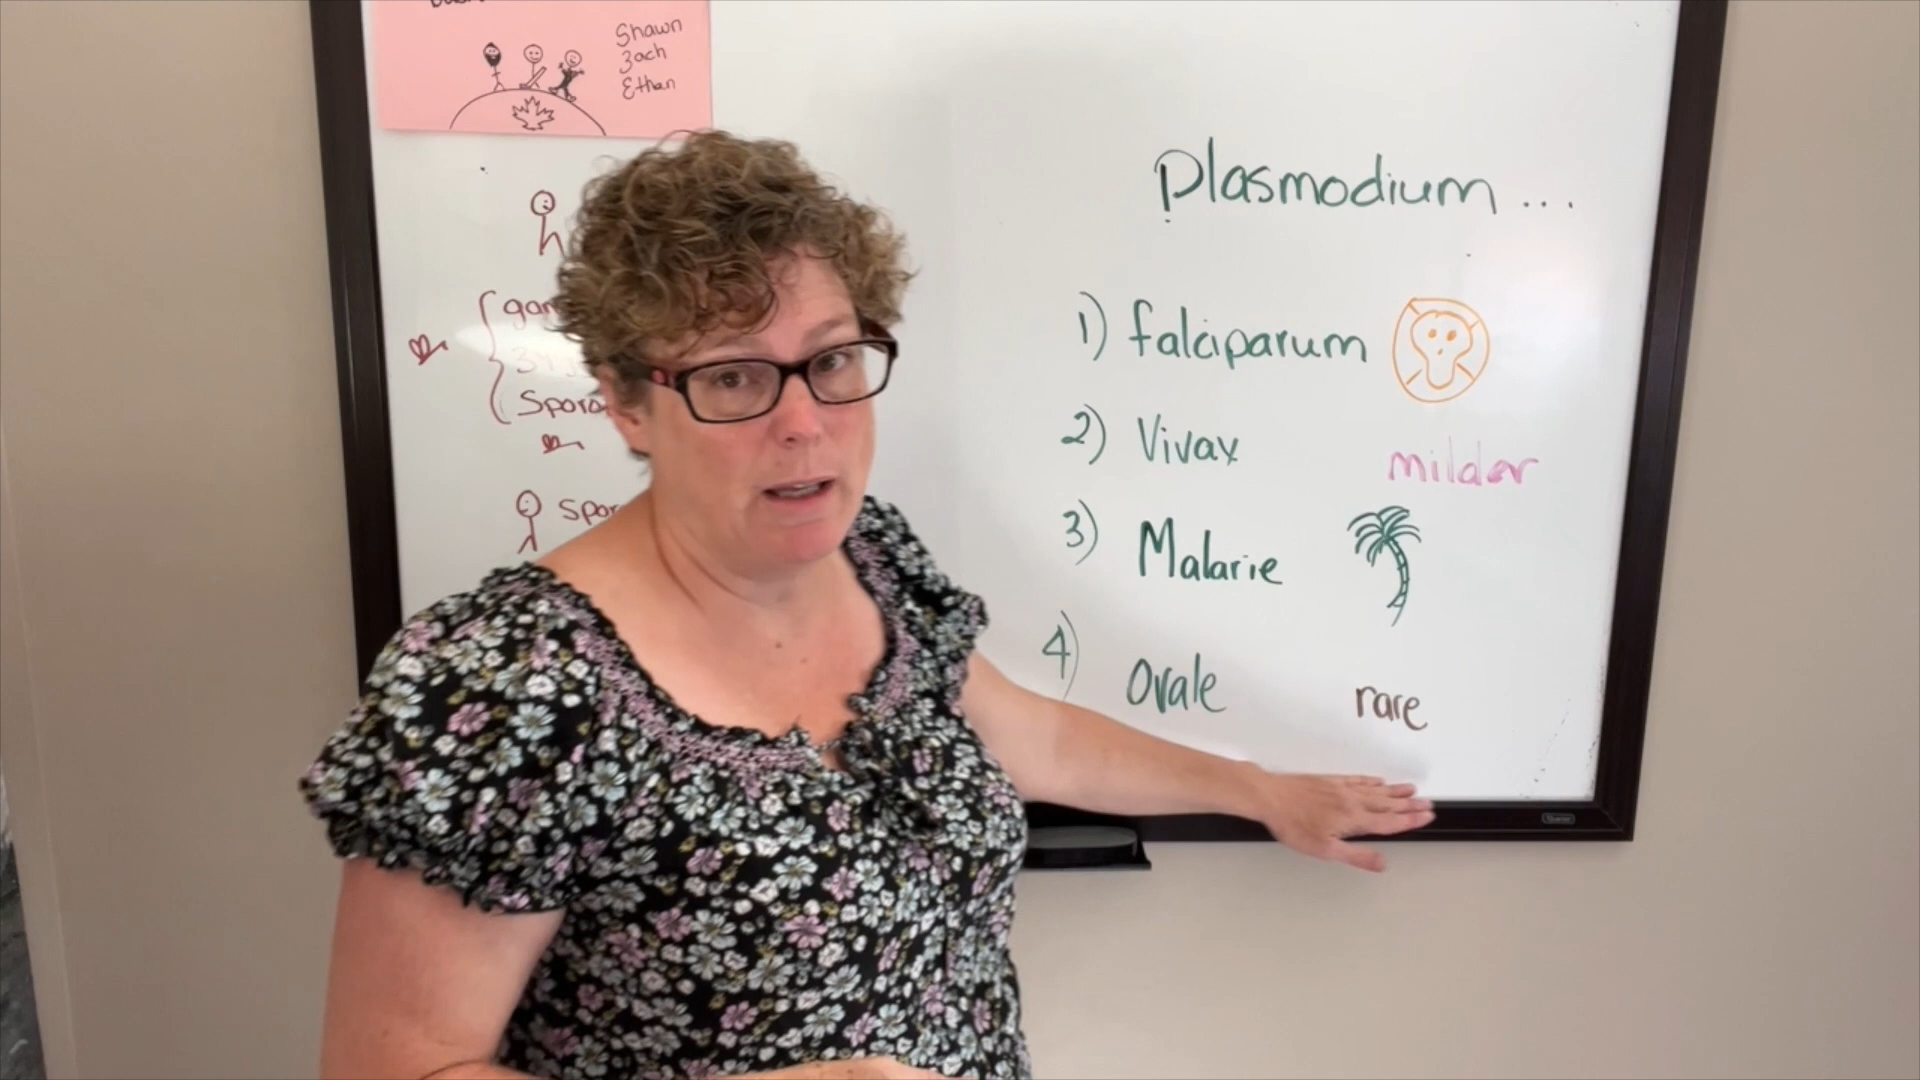 Shawn
Zach
Ethan
Plasmodium ...
1) falciparum
2) Vivax
milder
3) Malarie
4) Ovale
rare